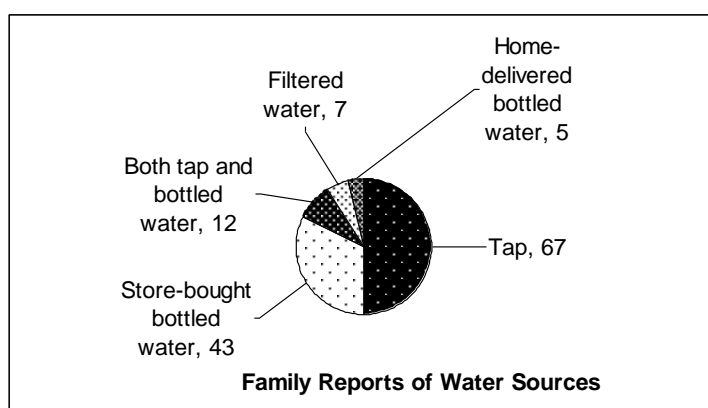 Home-
delivered
bottled
water, 5
Filtered
water, 7
Both tap and
bottled
water, 12
Tap, 67
Store-bought
bottled
water, 43
Family Reports of Water Sources